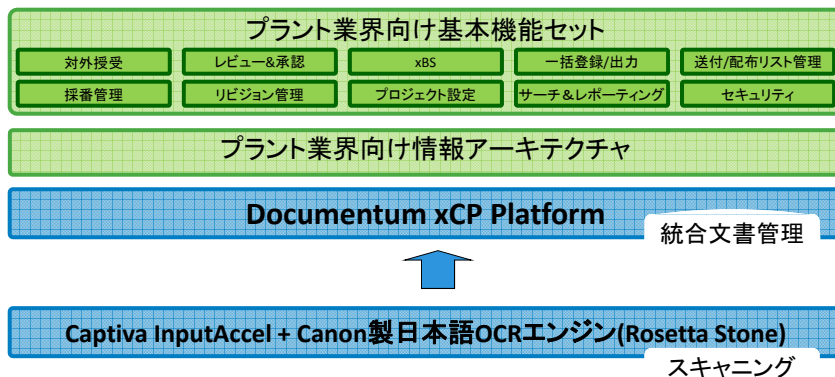 プラント業界向け基本機能セット
対外授受 レビュー&承認 xBS 一括登録/出力 送付/配布リスト管理
採番管理 リビジョン管理 プロジェクト設定 サーチ&レポーティング セキュリティ
プラント業界向け情報アーキテクチャ
Documentum xCP Platform
統合文書管理
Captiva InputAccel + Canon製日本語OCRエンジン(Rosetta Stone)
スキャニング